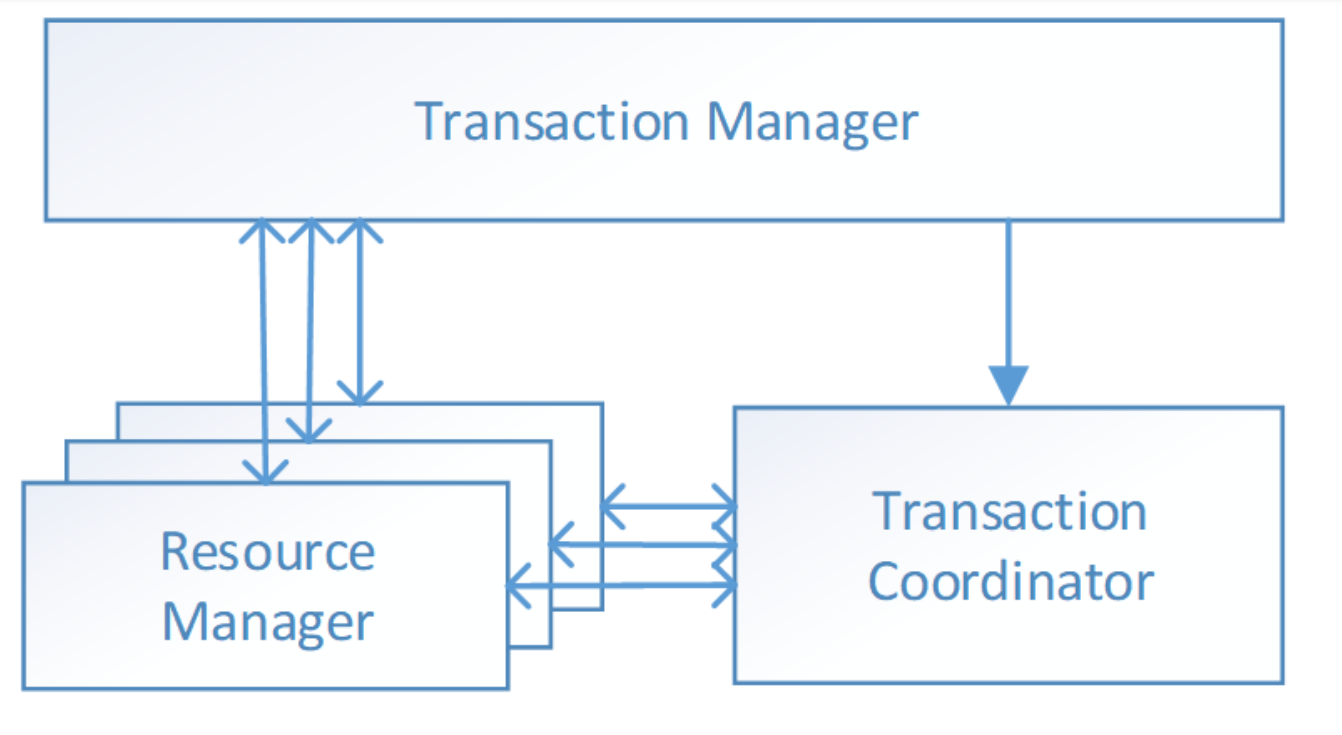 Transaction Manager
Resource
Manager
Transaction
Coordinator